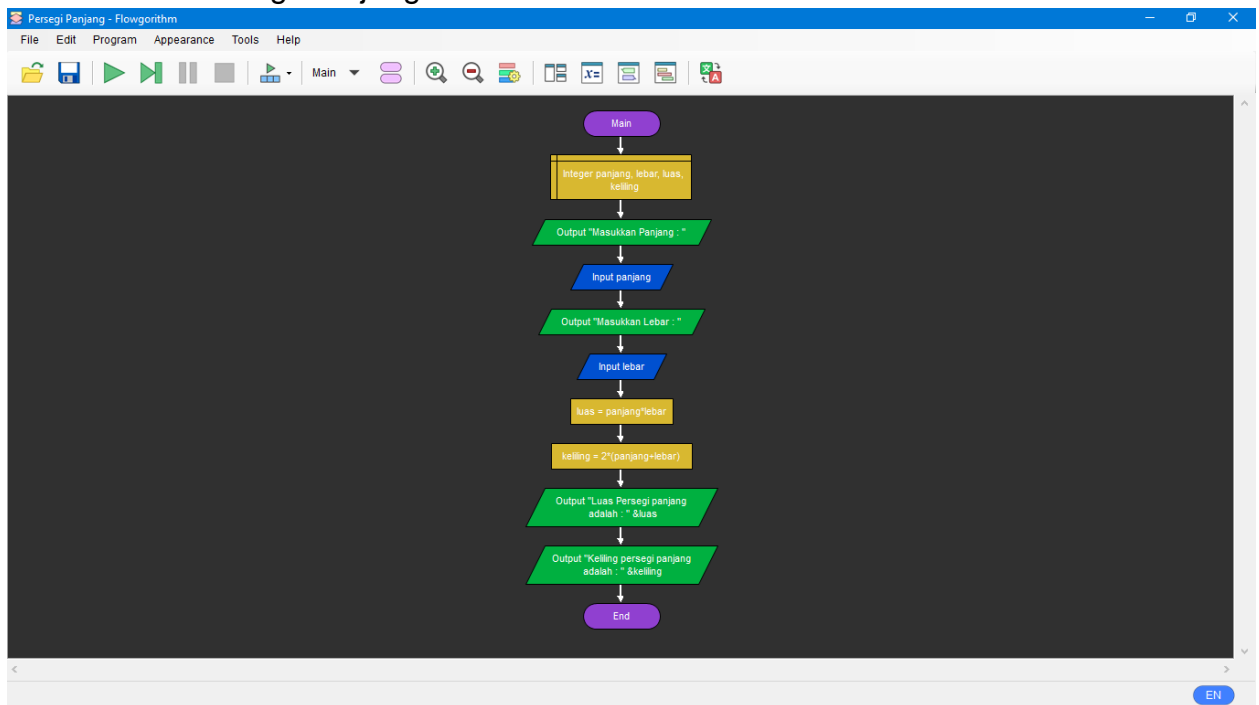 Persegi Panjang - Flowgorithm
File Edit Program Appearance Tools Help
Main
Main
Integer panjang, lebar, luas,
keliling
Output "Masukkan Panjang : "
Input panjang
Output "Masukkan Lebar : "
Input lebar
luas = panjang*lebar
keliling = 2*(panjang+lebar)
Output "Luas Persegi panjang
adalah : " &luas
Output "Keliling persegi panjang
adalah : " &keliling
End
EN